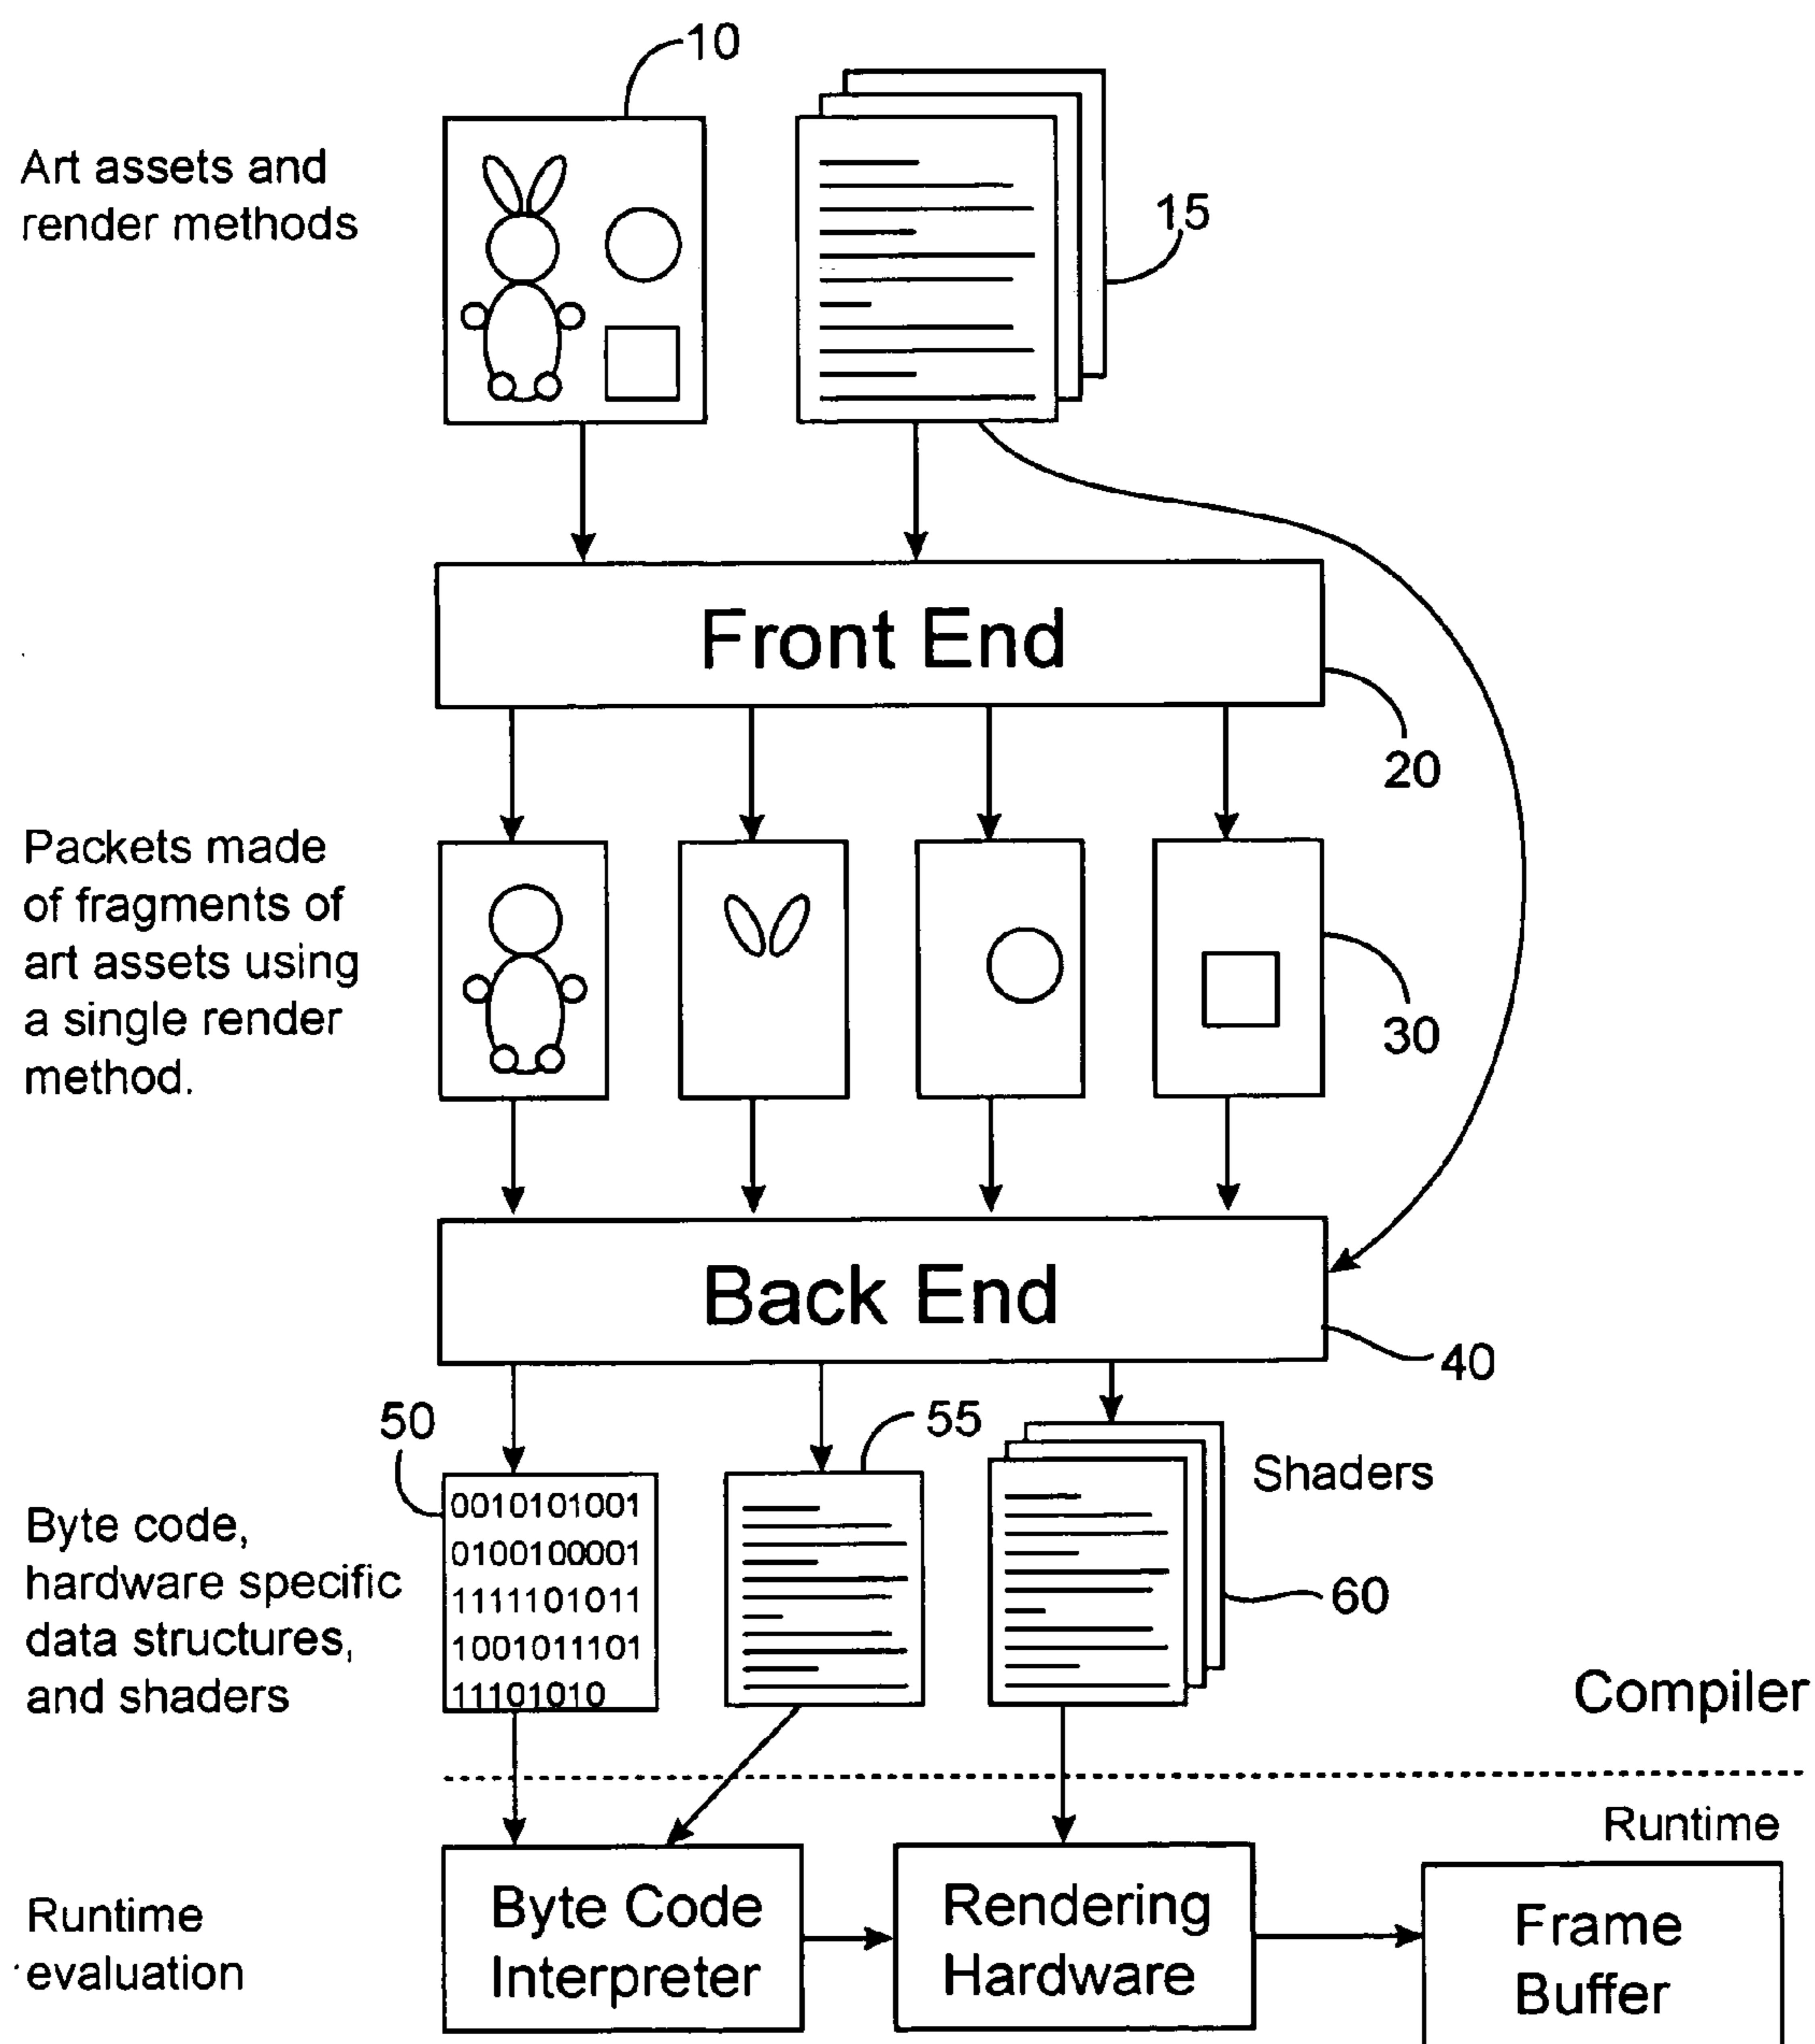 10
Art assets and
render methods
15
Front End
20
Packets made
of fragments of
art assets using
a single render
method.
30
Back End
40
50
55
Shaders
0010101001
0100100001
1111101011
1001011101
11101010
Byte code,
hardware specific
data structures,
and shaders
60
Compiler
Runtime
Runtime
evaluation
Byte Code
Interpreter
Rendering
Hardware
Frame
Buffer